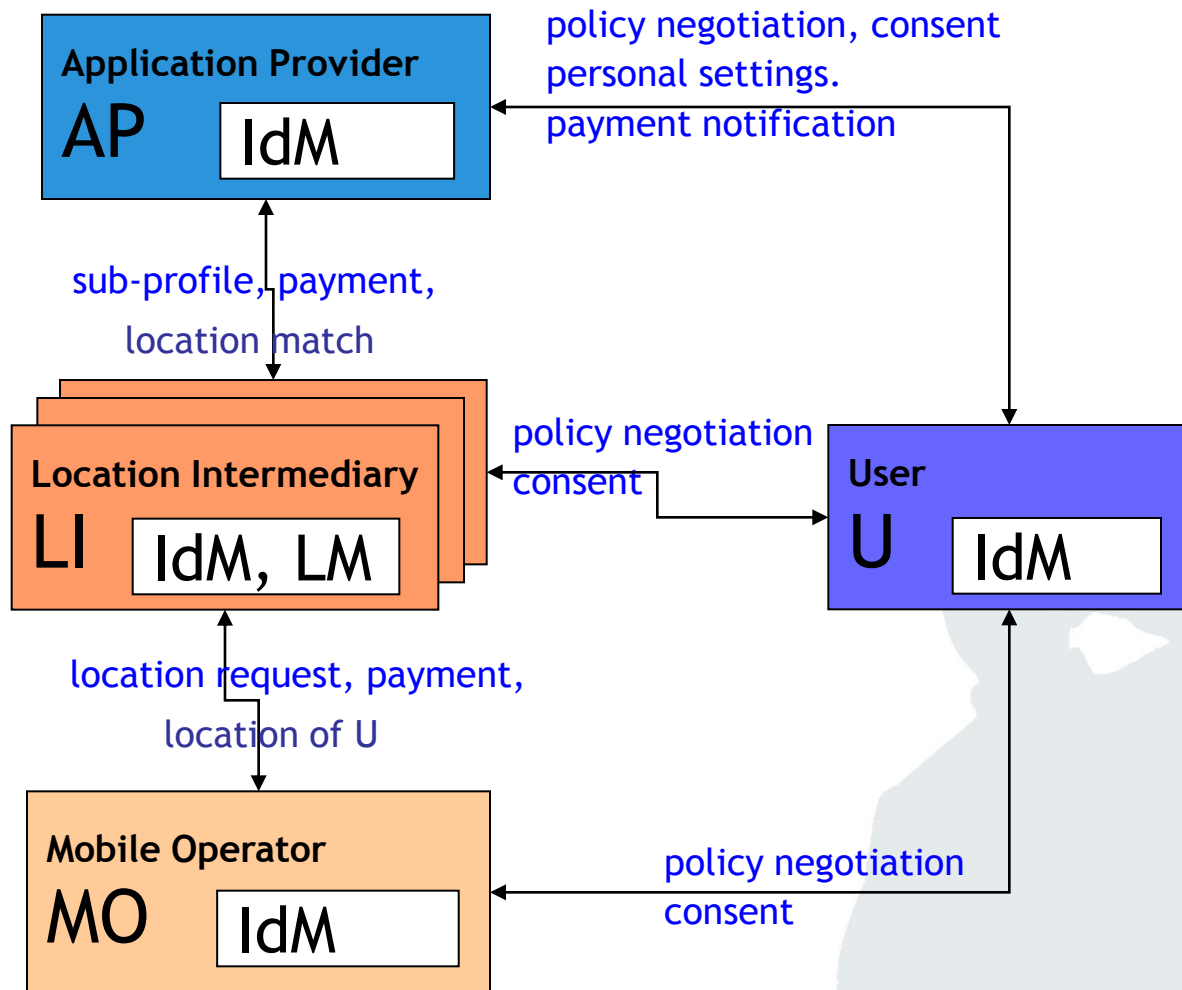 policy negotiation, consent
personal settings.
payment notification
Application Provider
AP
IdM
sub-profile, payment,
location match
policy negotiation
consent
Location Intermediary
LI
IdM, LM
User
U
IdM
location request, payment,
location of U
Mobile Operator
MO
IdM
policy negotiation
consent